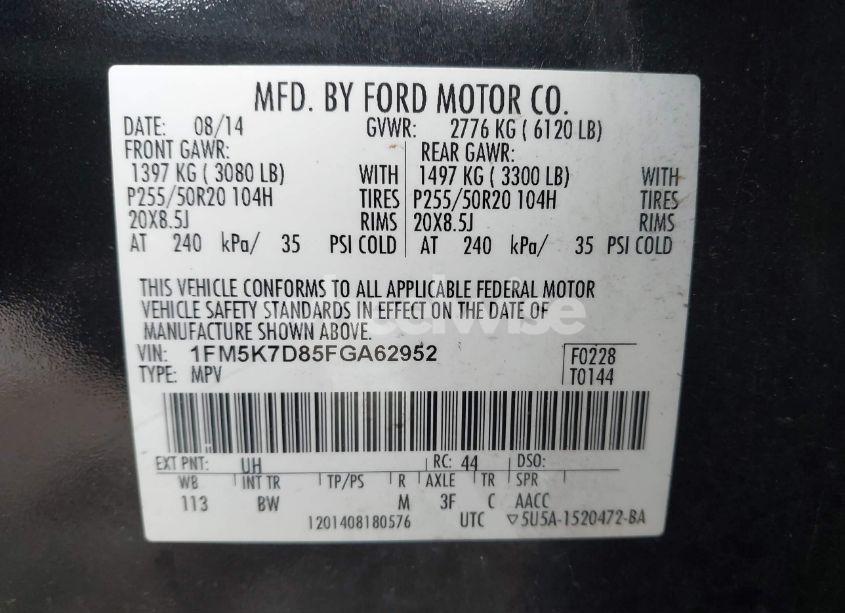 MFD. BY FORD MOTOR CO.
DATE: 08/14 GVWR: 2776 KG ( 6120 LB)
FRONT GAWR: REAR GAWR:
1397 KG ( 3080 LB) WITH 1497 KG ( 3300 LB) WITH
P255/50R20 104H TIRES P255/50R20 104H TIRES
20X8.5J RIMS 20X8.5J RIMS
AT 240 kPa/ 35 PSI COLD AT 240 kPa/ 35 PSI COLD
THIS VEHICLE CONFORMS TO ALL APPLICABLE FEDERAL MOTOR
VEHICLE SAFETY STANDARDS IN EFFECT ON THE DATE OF
MANUFACTURE SHOWN ABOVE.
VIN: 1FM5K7D85FGA62952 F0228
TYPE: MPV T0144
EXT PNT: UH RC: 44 DSO:
WB INT TR TP/PS R AXLE TR SPR
113 BW M 3F C AACC
1201408180576 UTC ▽5U5A-1520472-BA